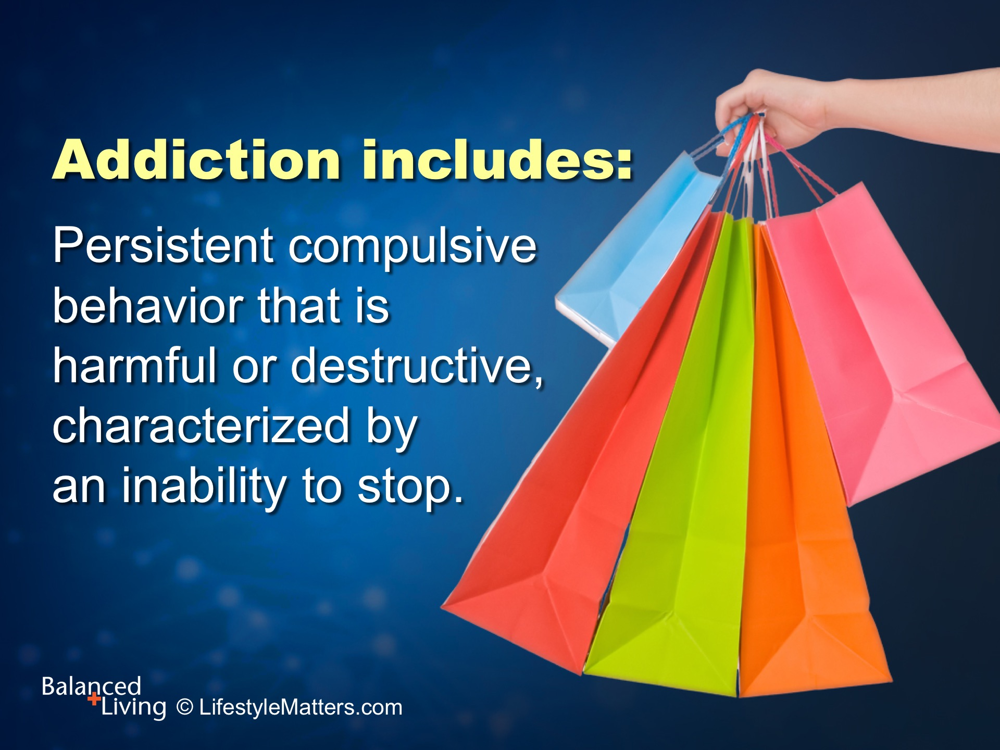 Addiction includes:
Persistent compulsive
behavior that is
harmful or destructive,
characterized by
an inability to stop.
Balanced
Living © LifestyleMatters.com